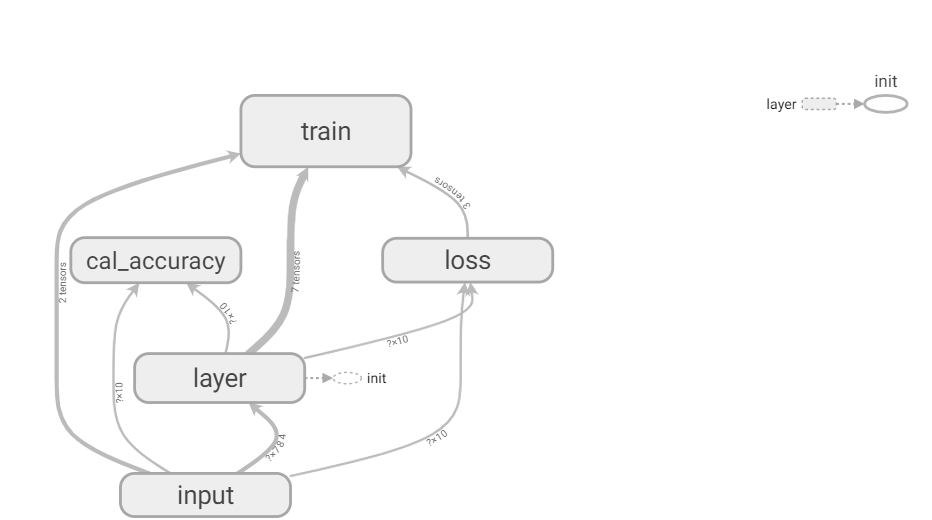 init
layer
train
3 tensors
cal_accuracy
loss
2 tensors
7 tensors
?×10
?×10
layer
init
?×10
?×784
?×10
input